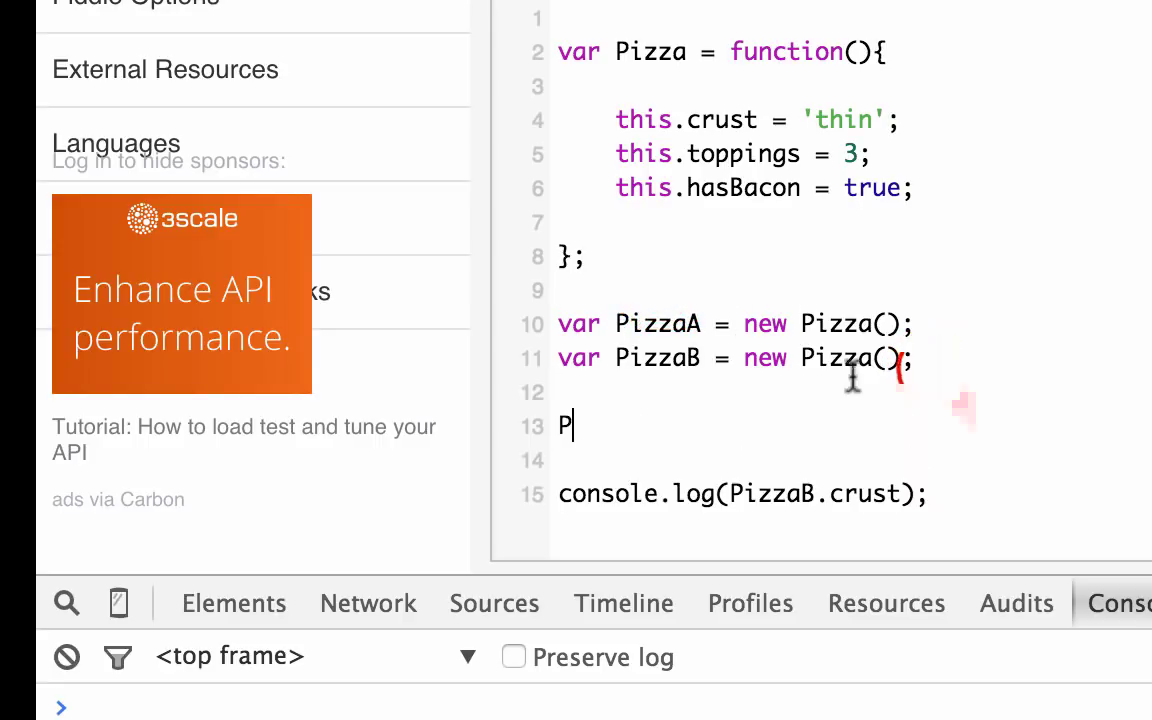 External Resources
Languages
Log in to hide sponsors:
3scale
Enhance API
performance.
ks
Tutorial: How to load test and tune your
API
ads via Carbon
1
2 var Pizza = function(){
3
4 this.crust = 'thin';
5 this.toppings = 3;
6 this.hasBacon = true;
7
8 };
9
10 var PizzaA = new Pizza();
11 var PizzaB = new Pizza();
12
13 P
14
15 console.log(PizzaB.crust);
Elements Network Sources Timeline Profiles Resources Audits Conso
<top frame> ▼ Preserve log
>